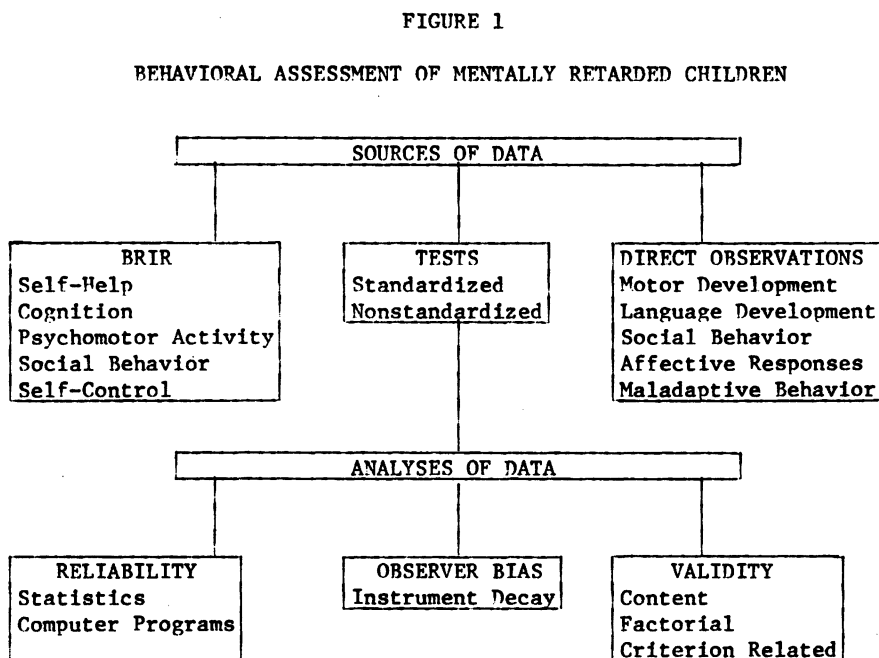 FIGURE 1
BEHAVIORAL ASSESSMENT OF MENTALLY RETARDED CHILDREN
SOURCES OF DATA
BRIR
Self-Help
Cognition
Psychomotor Activity
Social Behavior
Self-Control
TESTS
Standardized
Nonstandardized
DIRECT OBSERVATIONS
Motor Development
Language Development
Social Behavior
Affective Responses
Maladaptive Behavior
ANALYSES OF DATA
RELIABILITY
Statistics
Computer Programs
OBSERVER BIAS
Instrument Decay
VALIDITY
Content
Factorial
Criterion Related